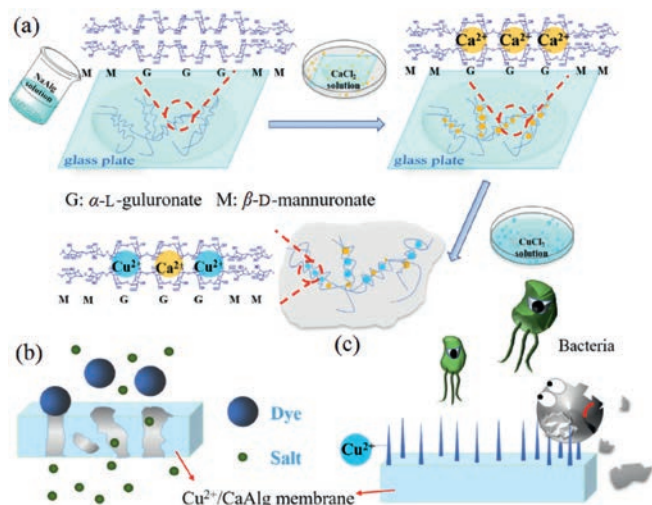 (a)
NaAlg
solution
M M G G G M M
CaCl₂
solution
Ca²⁺ Ca²⁺ Ca²⁺
M M G G G M M
glass plate
glass plate
G: α-L-guluronate M: β-D-mannuronate
CuCl₂
solution
Cu²⁺ Ca²⁺ Cu²⁺
M M G G G M M
(b)
Dye
Salt
(c)
Bacteria
Cu²⁺
Cu²⁺/CaAlg membrane